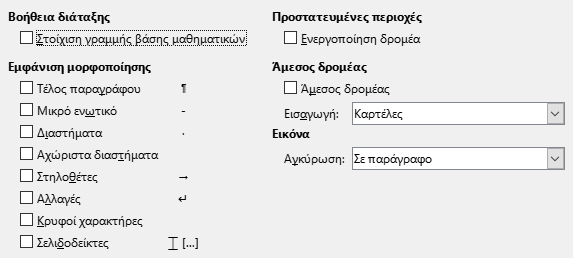 Βοήθεια διάταξης
Στοίχιση γραμμής βάσης μαθηματικών
Εμφάνιση μορφοποίησης
Τέλος παραγράφου ¶
Μικρό ενωτικό -
Διαστήματα ·
Αχώριστα διαστήματα
Στηλοθέτες →
Αλλαγές ↵
Κρυφοί χαρακτήρες
Σελιδοδείκτες [...]
Προστατευμένες περιοχές
Ενεργοποίηση δρομέα
Άμεσος δρομέας
Άμεσος δρομέας
Εισαγωγή: Καρτέλες
Εικόνα
Αγκύρωση: Σε παράγραφο